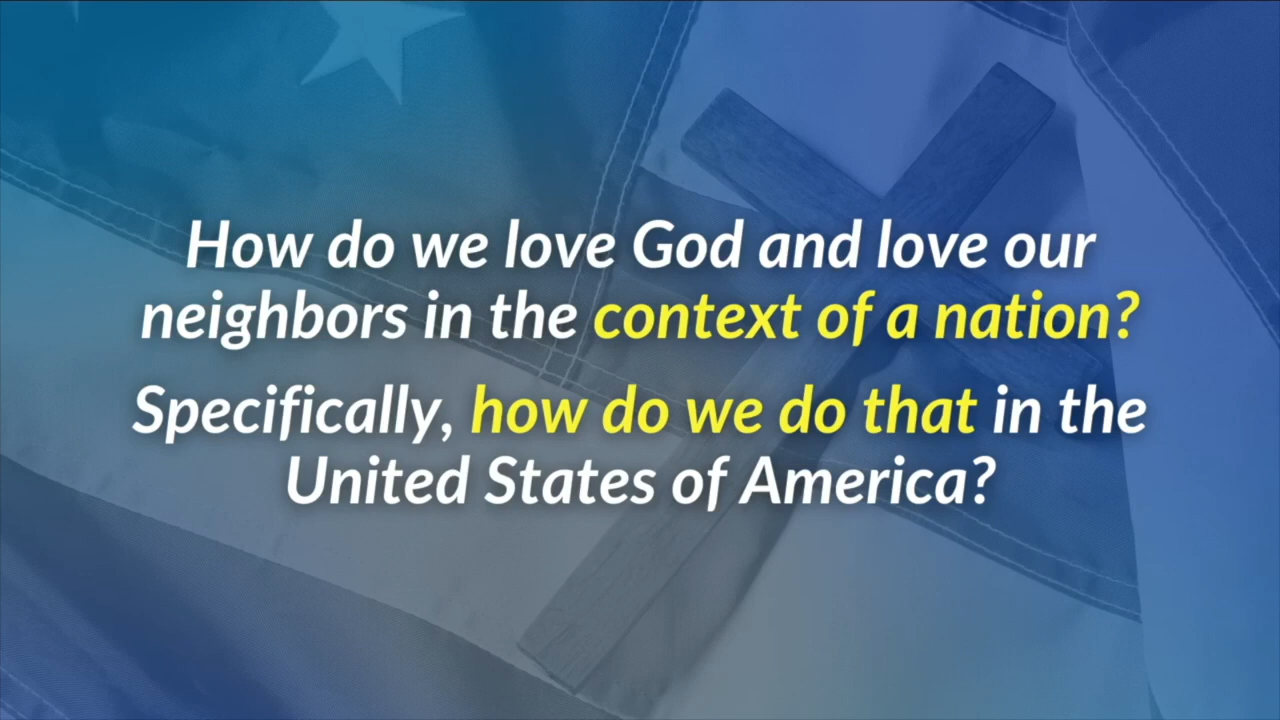 How do we love God and love our
neighbors in the context of a nation?
Specifically, how do we do that in the
United States of America?